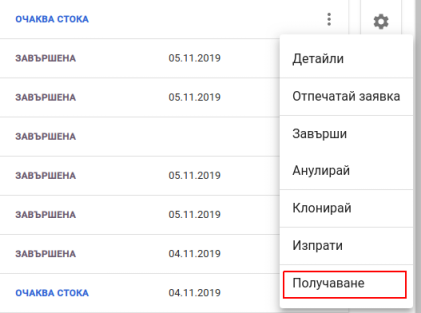 ОЧАКВА СТОКА
ЗАВЪРШЕНА 05.11.2019
Детайли
ЗАВЪРШЕНА 05.11.2019
Отпечатай заявка
ЗАВЪРШЕНА
Завърши
ЗАВЪРШЕНА 05.11.2019
Анулирай
ЗАВЪРШЕНА 05.11.2019
Клонирай
ЗАВЪРШЕНА 04.11.2019
Изпрати
ОЧАКВА СТОКА 04.11.2019
Получаване